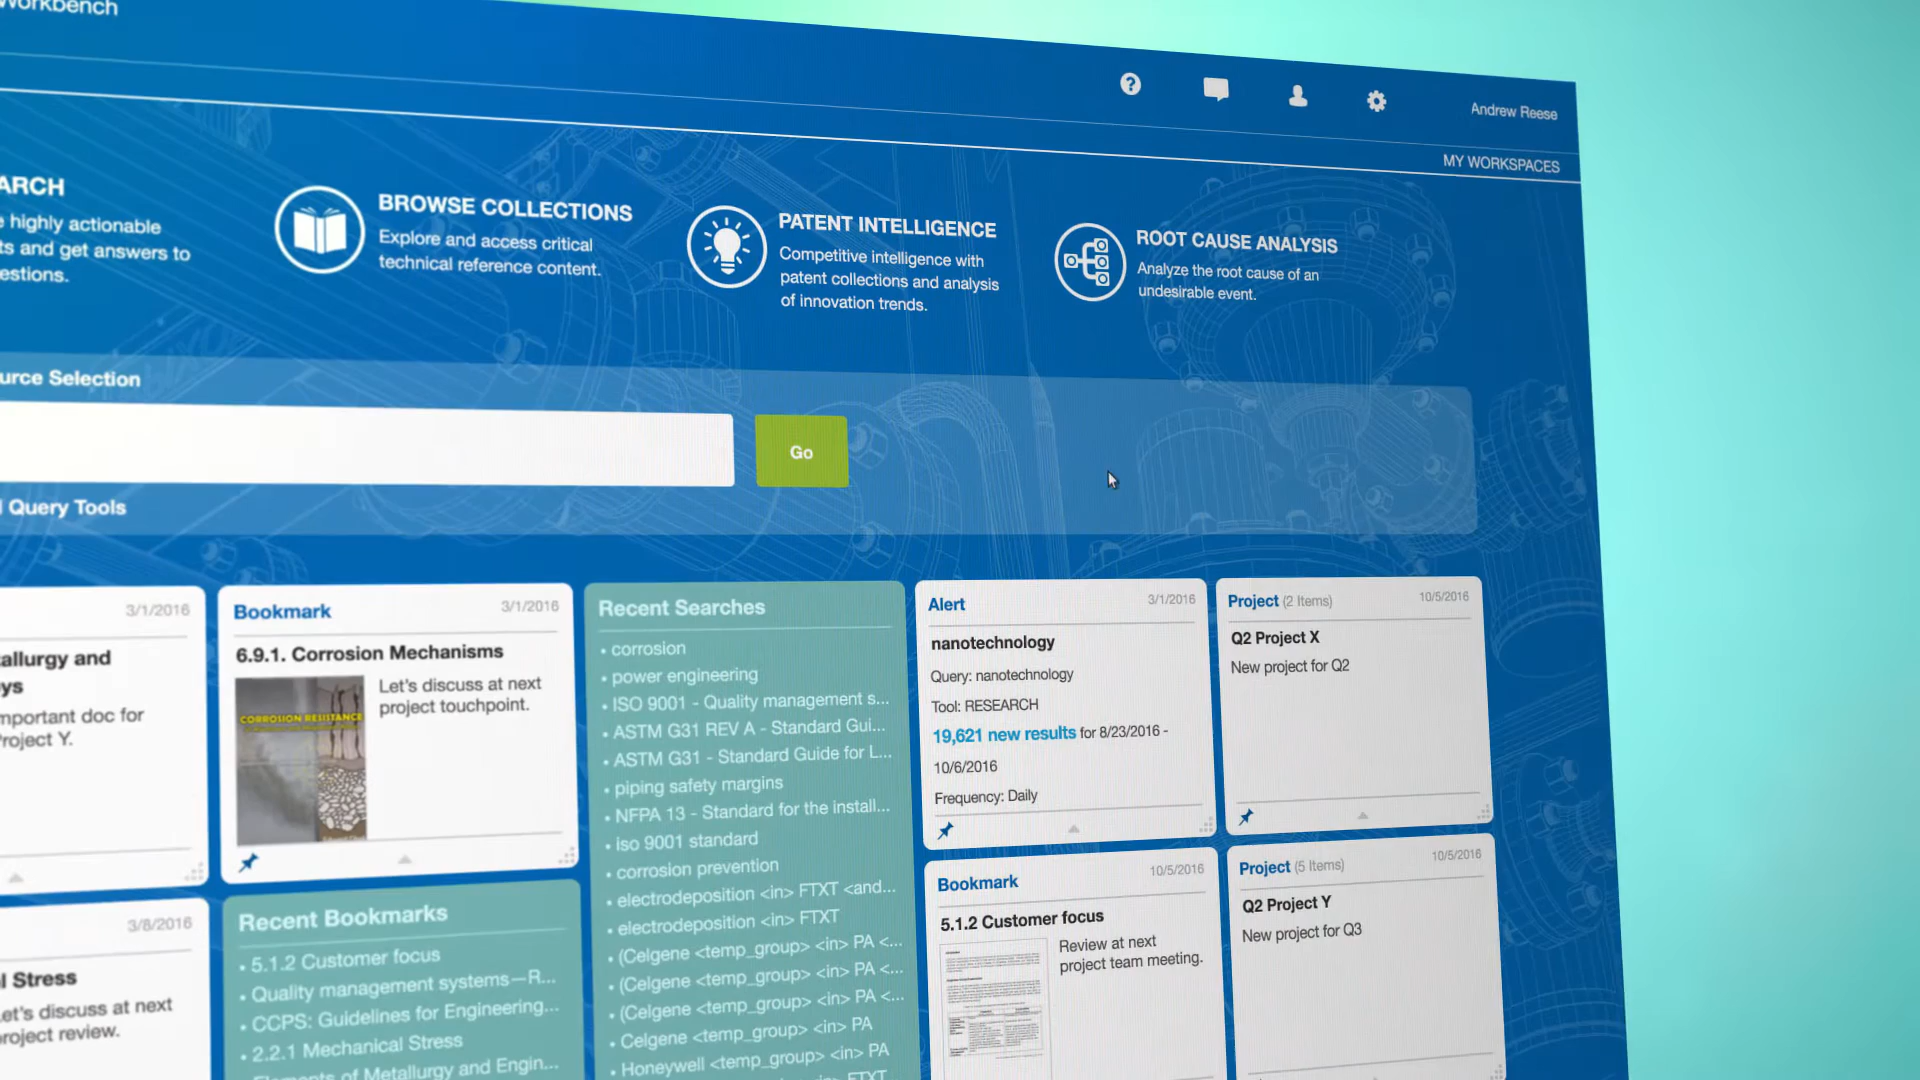 Workbench
Andrew Reese
MY WORKSPACES
ARCH
highly actionable
ts and get answers to
estions.
BROWSE COLLECTIONS
Explore and access critical
technical reference content.
PATENT INTELLIGENCE
Competitive intelligence with
patent collections and analysis
of innovation trends.
ROOT CAUSE ANALYSIS
Analyze the root cause of an
undesirable event.
urce Selection
Go
Query Tools
3/1/2016
allurgy and
ys
mportant doc for
roject Y.
3/8/2016
l Stress
et's discuss at next
roject review.
Bookmark 3/1/2016
6.9.1. Corrosion Mechanisms
CORROSION RESISTANCE
Let's discuss at next
project touchpoint.
Recent Bookmarks
• 5.1.2 Customer focus
• Quality management systems—R...
• CCPS: Guidelines for Engineering...
• 2.2.1 Mechanical Stress
Elements of Metallurgy and Engin...
Recent Searches
• corrosion
• power engineering
• ISO 9001 - Quality management s...
• ASTM G31 REV A - Standard Gui...
• ASTM G31 - Standard Guide for L...
• piping safety margins
• NFPA 13 - Standard for the install...
• iso 9001 standard
• corrosion prevention
• electrodeposition <in> FTXT <and...
• electrodeposition <in> FTXT
• (Celgene <temp_group> <in> PA <...
• (Celgene <temp_group> <in> PA <...
• (Celgene <temp_group> <in> PA <...
• Celgene <temp_group> <in> PA
• Honeywell <temp_group> <in> PA
FTXT
Alert 3/1/2016
nanotechnology
Query: nanotechnology
Tool: RESEARCH
19,621 new results for 8/23/2016 -
10/6/2016
Frequency: Daily
Bookmark 10/5/2016
5.1.2 Customer focus
Review at next
project team meeting.
Project (2 Items) 10/5/2016
Q2 Project X
New project for Q2
Project (5 Items) 10/5/2016
Q2 Project Y
New project for Q3